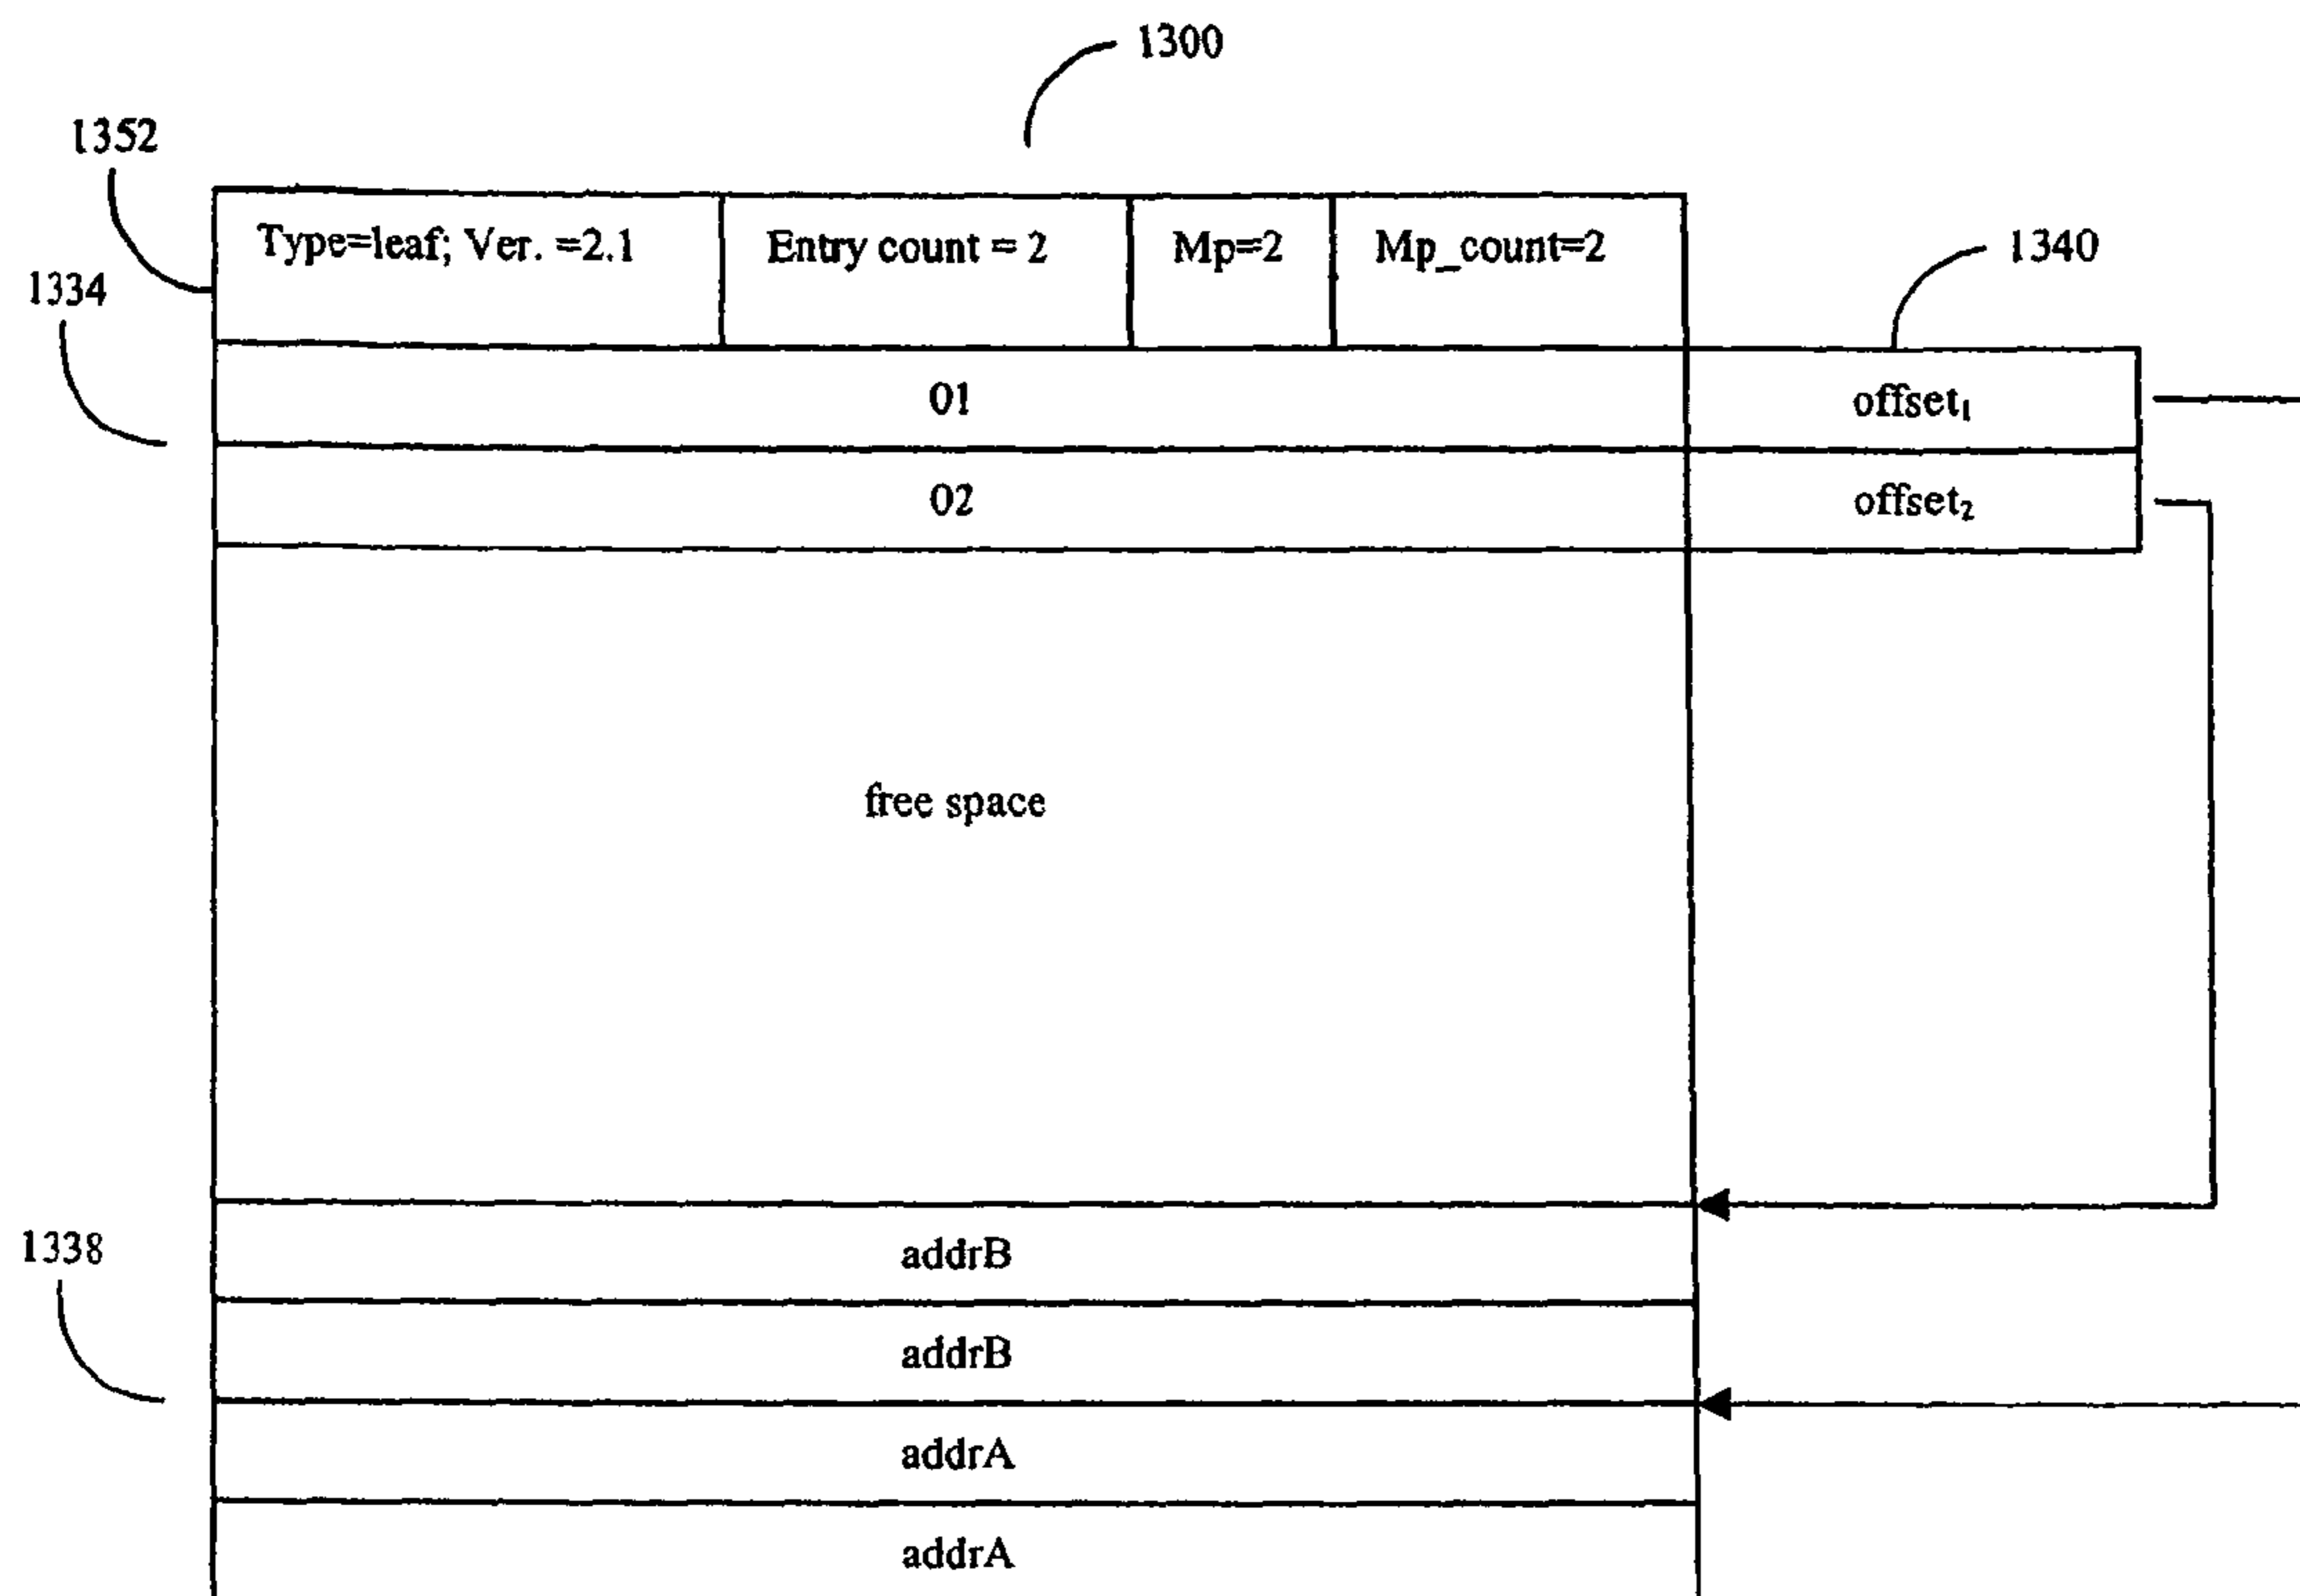 1300
1352
Type=leaf; Ver. =2.1 Entry count = 2 Mp=2 Mp_count=2
1340
1334
01 offset₁
02 offset₂
free space
addrB
1338
addrB
addrA
addrA